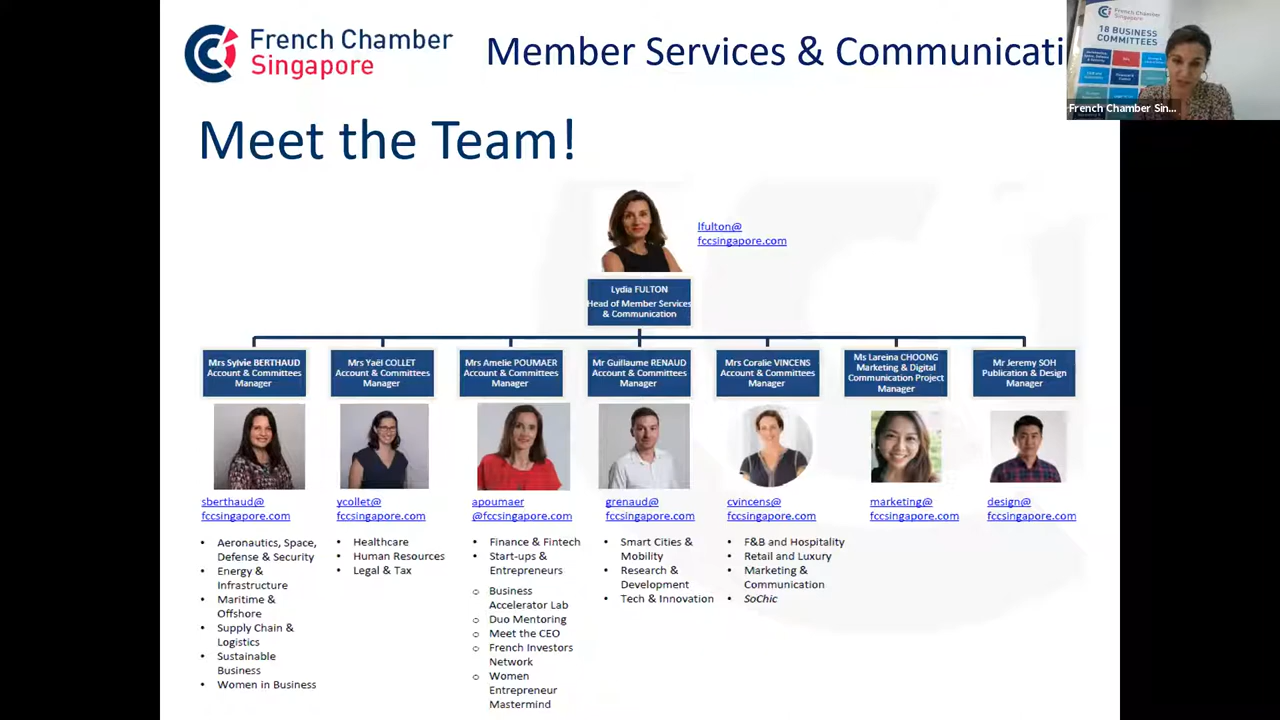 French Chamber
Singapore
Member Services & Communicati
French Chamber
Singapore
18 BUSINESS
COMMITTEES
French Chamber Sin...
Meet the Team!
lfulton@
fccsingapore.com
Lydia FULTON
Head of Member Services
& Communication
Mrs Sylvie BERTHAUD
Account & Committees
Manager
Mrs Yaël COLLET
Account & Committees
Manager
Mrs Amelie POUMAER
Account & Committees
Manager
Mr Guillaume RENAUD
Account & Committees
Manager
Mrs Coralie VINCENS
Account & Committees
Manager
Ms Lareina CHOONG
Marketing & Digital
Communication Project
Manager
Mr Jeremy SOH
Publication & Design
Manager
sberthaud@
fccsingapore.com
ycollet@
fccsingapore.com
apoumaer
@fccsingapore.com
grenaud@
fccsingapore.com
cvincens@
fccsingapore.com
marketing@
fccsingapore.com
design@
fccsingapore.com
• Aeronautics, Space,
Defense & Security
• Energy &
Infrastructure
• Maritime &
Offshore
• Supply Chain &
Logistics
• Sustainable
Business
• Women in Business
• Healthcare
• Human Resources
• Legal & Tax
• Finance & Fintech
• Start-ups &
Entrepreneurs
o Business
Accelerator Lab
o Duo Mentoring
o Meet the CEO
o French Investors
Network
o Women
Entrepreneur
Mastermind
• Smart Cities &
Mobility
• Research &
Development
• Tech & Innovation
• F&B and Hospitality
• Retail and Luxury
• Marketing &
Communication
• SoChic